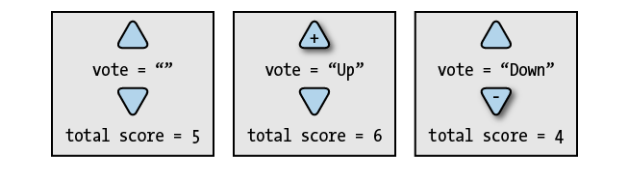 vote = “”
total score = 5
+
vote = “Up”
total score = 6
vote = “Down”
-
total score = 4